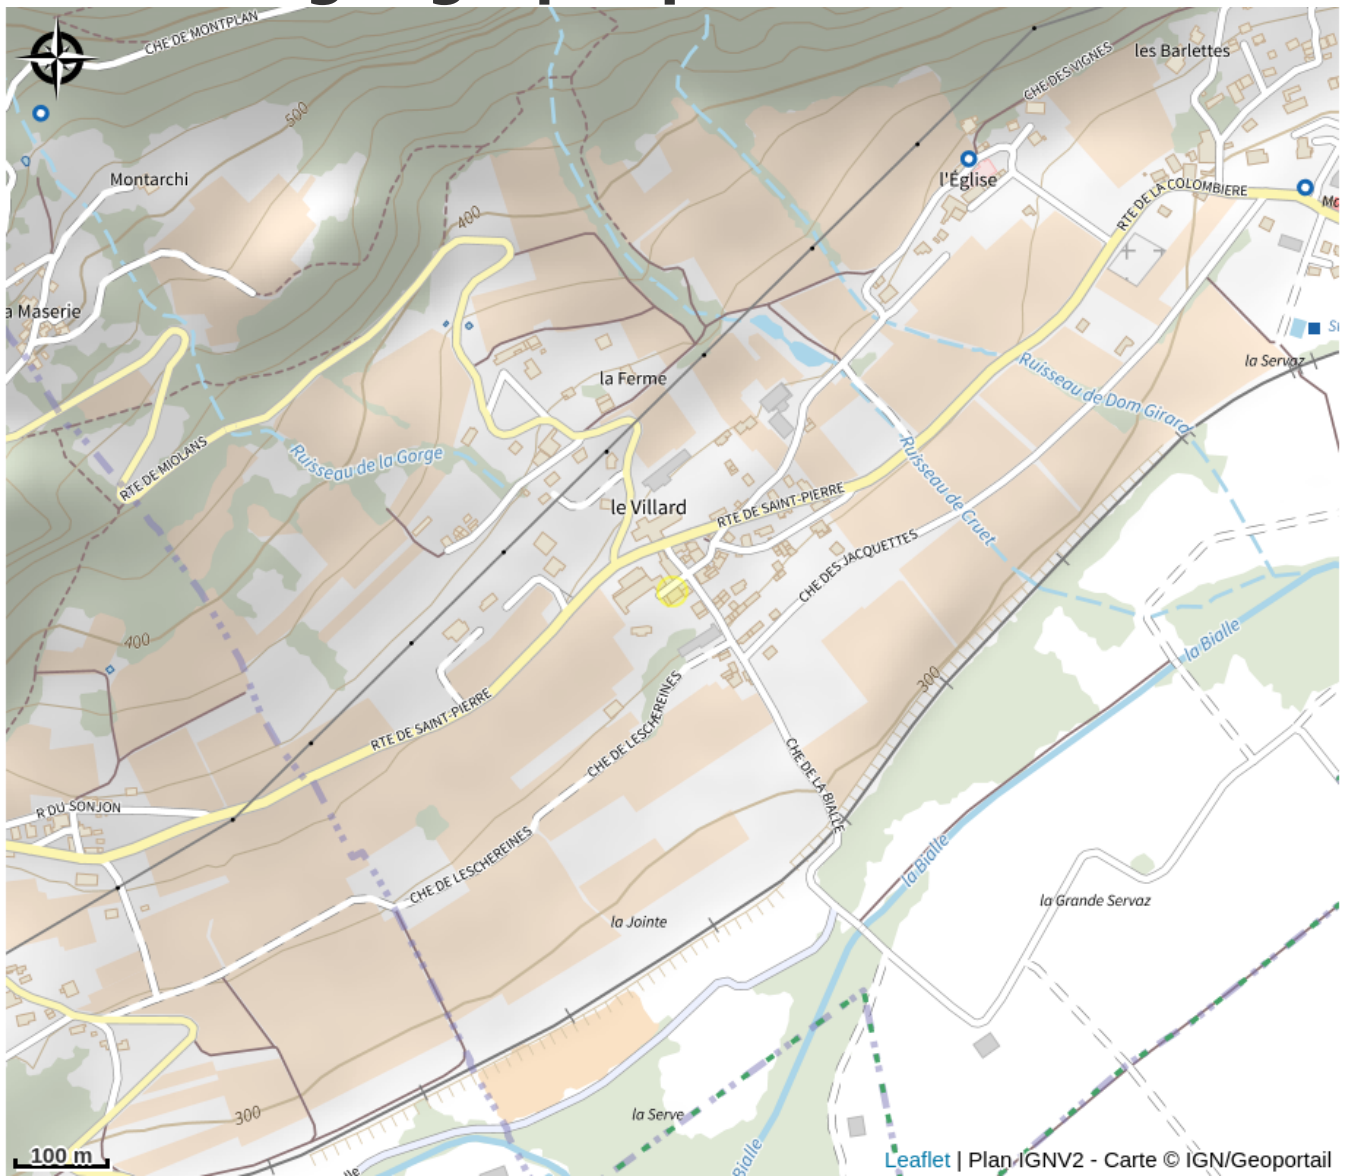 CHE DE MONTPLAN
les Barlettes
CHE DES VIGNES
500
Montarchi
l'Église
RTE DE LA COLOMBIERE
400
a Maserie
la Servaz
la Ferme
Ruisseau de Dom Girard
RTE DE MIOLANS
Ruisseau de la Gorge
Ruisseau de Cruet
le Villard
RTE DE SAINT-PIERRE
CHE DES JACQUETTES
400
la Bialle
300
RTE DE SAINT-PIERRE
CHE DE LESCHEREINES
CHE DE LA BIALLE
R DU SONJON
la Bialle
CHE DE LESCHEREINES
la Grande Servaz
la Jointe
300
la Serve
Bialle
100 m
Leaflet | Plan IGNV2 - Carte © IGN/Geoportail